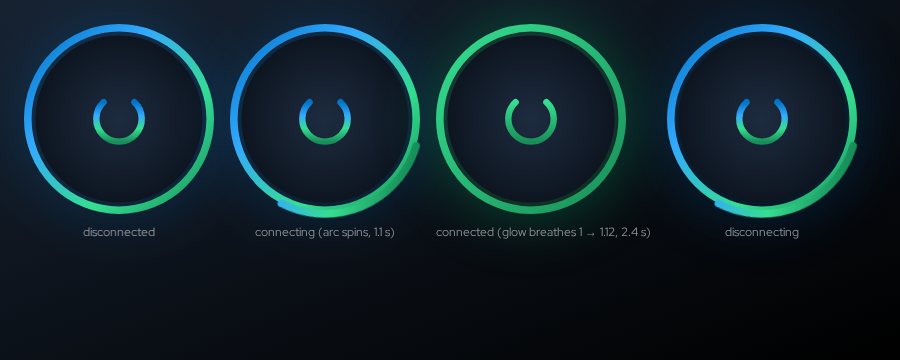 disconnected
connecting (arc spins, 1.1 s)
connected (glow breathes 1 → 1.12, 2.4 s)
disconnecting